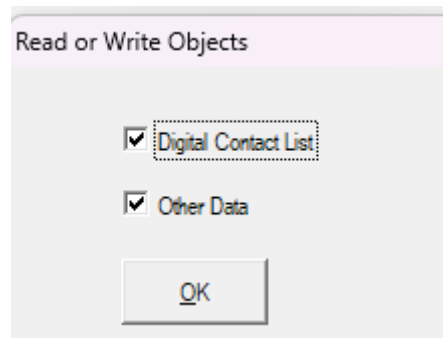 Read or Write Objects
Digital Contact List
Other Data
OK